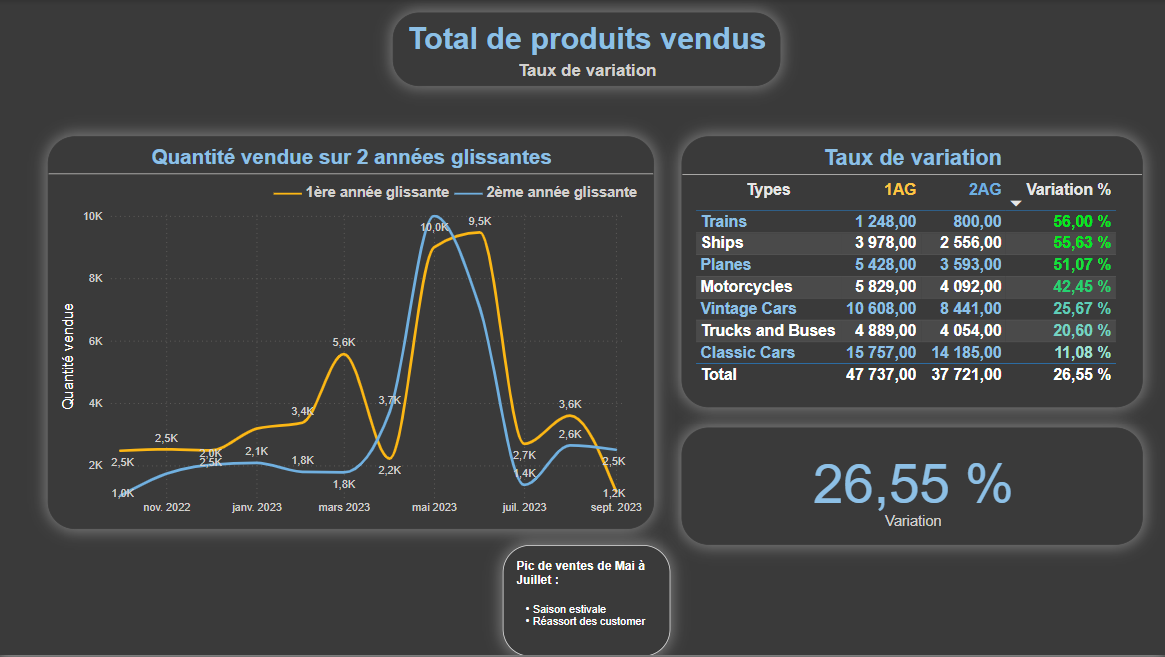 Total de produits vendus
Taux de variation
Quantité vendue sur 2 années glissantes
1ère année glissante 2ème année glissante
Quantité vendue
10K
8K
6K
4K
2K
10,0K 9,5K
5,6K
3,4K 3,7K 3,6K
2,5K 2,0K 2,1K 1,8K 2,7K 2,6K
2,5K 2,5K 2,2K 1,4K 2,5K
1,0K 1,8K 1,2K
nov. 2022 janv. 2023 mars 2023 mai 2023 juil. 2023 sept. 2023
Taux de variation
Types 1AG 2AG Variation %
Trains 1 248,00 800,00 56,00 %
Ships 3 978,00 2 556,00 55,63 %
Planes 5 428,00 3 593,00 51,07 %
Motorcycles 5 829,00 4 092,00 42,45 %
Vintage Cars 10 608,00 8 441,00 25,67 %
Trucks and Buses 4 889,00 4 054,00 20,60 %
Classic Cars 15 757,00 14 185,00 11,08 %
Total 47 737,00 37 721,00 26,55 %
26,55 %
Variation
Pic de ventes de Mai à
Juillet :
• Saison estivale
• Réassort des customer